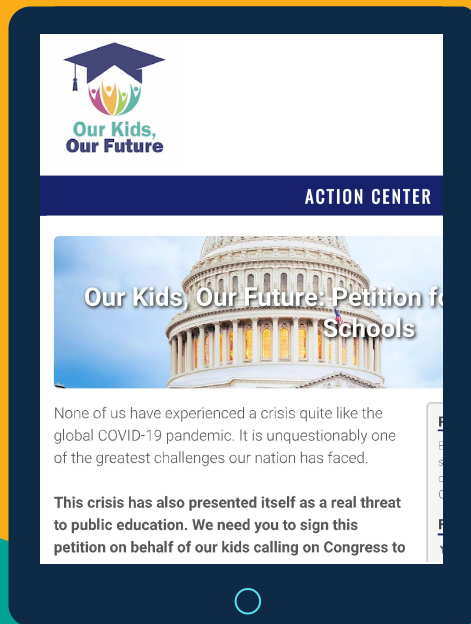 Our Kids,
Our Future
ACTION CENTER
Our Kids, Our Future: Petition
Schools
None of us have experienced a crisis quite like the
global COVID-19 pandemic. It is unquestionably one
of the greatest challenges our nation has faced.
This crisis has also presented itself as a real threat
to public education. We need you to sign this
petition on behalf of our kids calling on Congress to